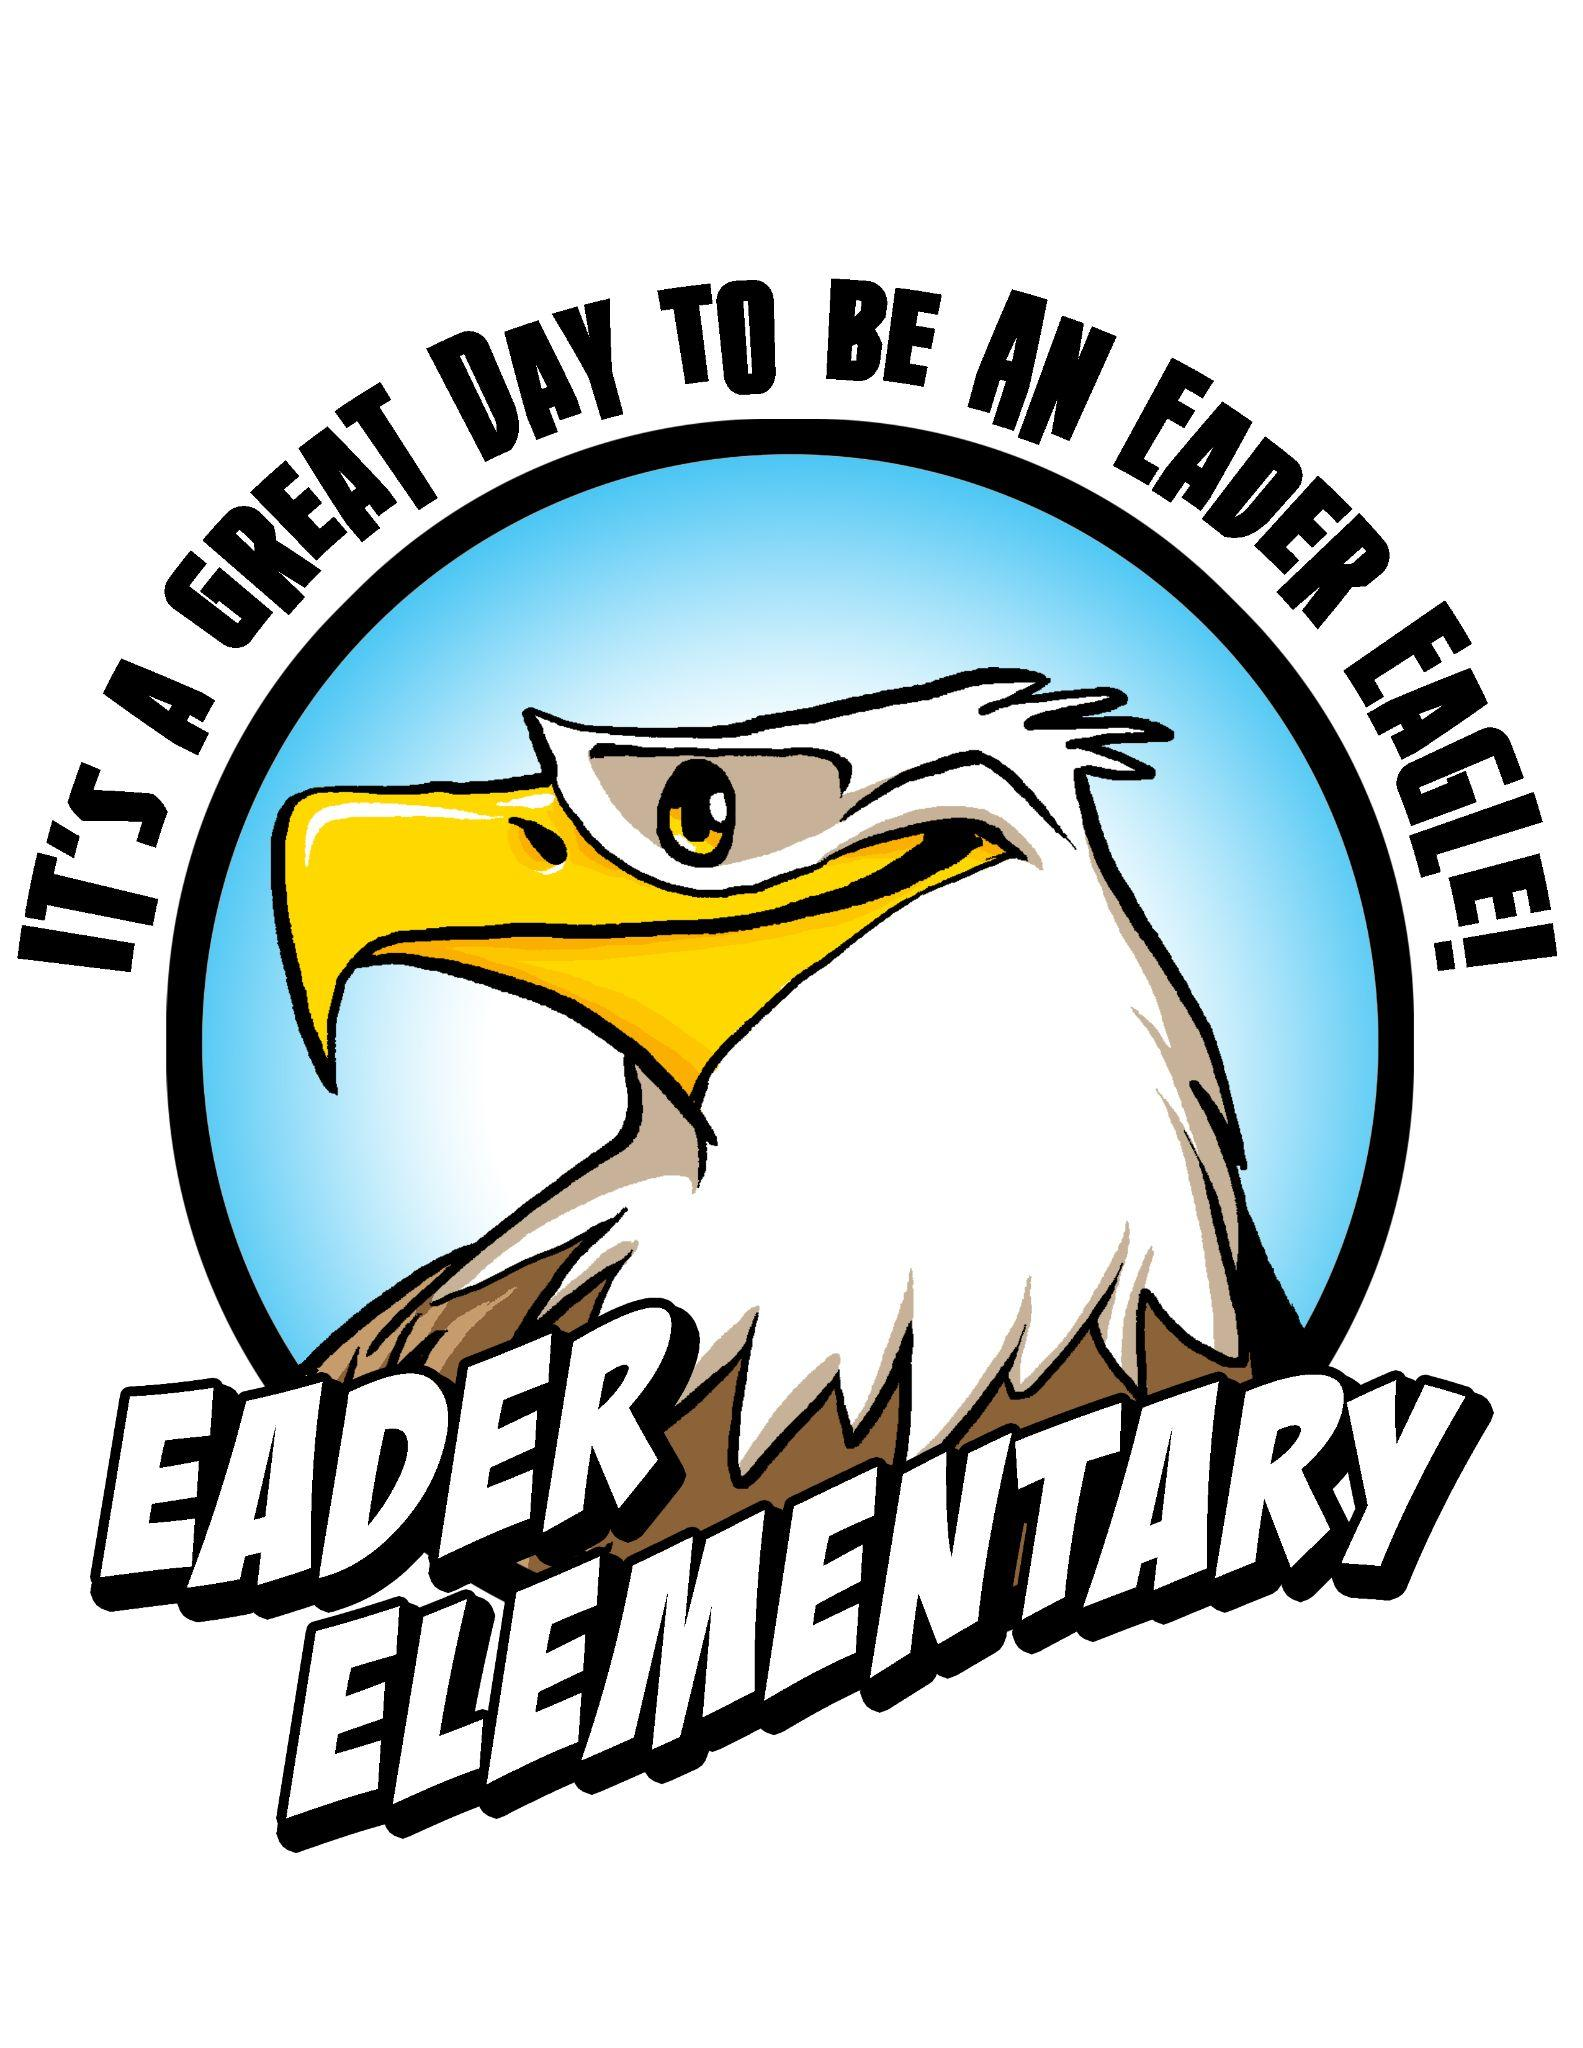 IT'S A GREAT DAY TO BE AN EADER EAGLE!
EADER
ELEMENTARY